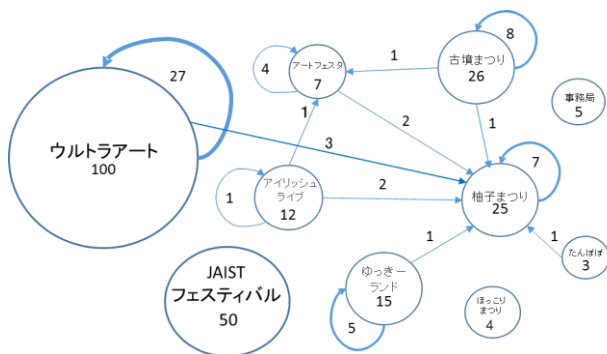 27
ウルトラアート
100
4
アートフェスタ
7
1
古墳まつり
26
8
事務局
5
1
3
2
1
1
アイリッシュ
ライブ
12
2
7
柚子まつり
25
JAIST
フェスティバル
50
1
ゆっきー
ランド
15
5
1
たんぽぽ
3
ほっこり
まつり
4